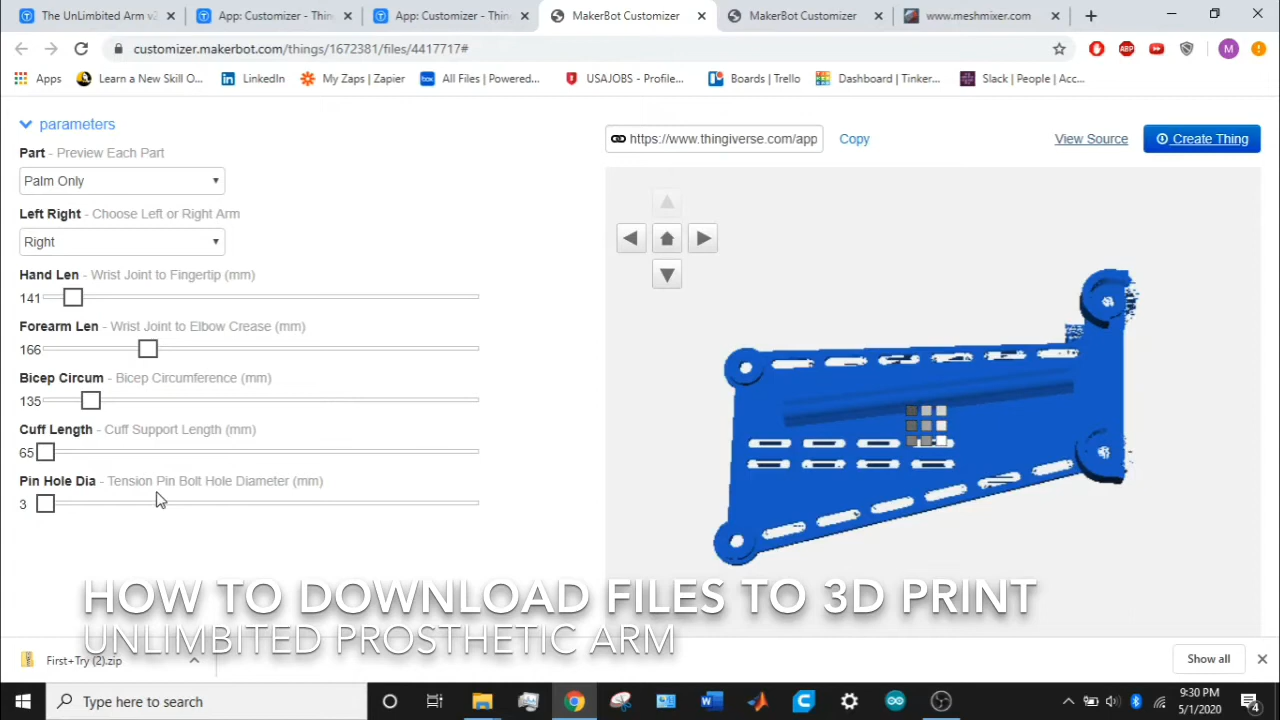 The UnLimbited Arm v2
App: Customizer - Thin
App: Customizer - Thin
MakerBot Customizer
MakerBot Customizer
www.meshmixer.com
customizer.makerbot.com/things/1672381/files/4417717#
ABP
M
Apps
Learn a New Skill O...
LinkedIn
My Zaps | Zapier
box
All Files | Powered...
USAJOBS - Profile...
Boards | Trello
Dashboard | Tinker...
Slack | People | Acc...
parameters
Part - Preview Each Part
Palm Only
Left Right - Choose Left or Right Arm
Right
Hand Len - Wrist Joint to Fingertip (mm)
141
Forearm Len - Wrist Joint to Elbow Crease (mm)
166
Bicep Circum - Bicep Circumference (mm)
135
Cuff Length - Cuff Support Length (mm)
65
Pin Hole Dia - Tension Pin Bolt Hole Diameter (mm)
3
https://www.thingiverse.com/app
Copy
View Source
Create Thing
HOW TO DOWNLOAD FILES TO 3D PRINT
UNLIMBITED PROSTHETIC ARM
First+Try (2).zip
Show all
Type here to search
9:30 PM
5/1/2020
4